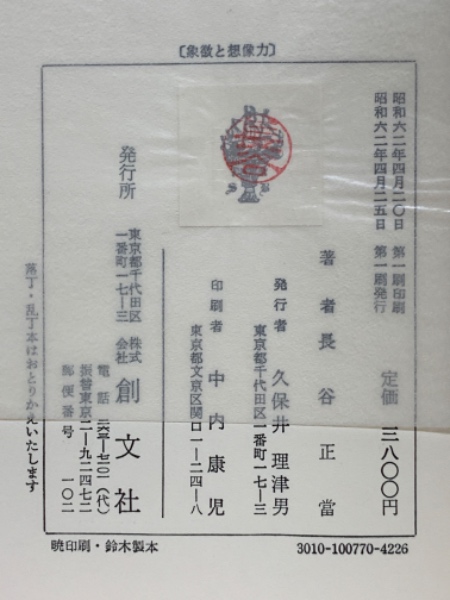 〔象徴と想像力〕
昭和六二年四月二〇日 第一刷印刷
昭和六二年四月二五日 第一刷発行
定価 三八〇〇円
著者 長谷正當
発行者 久保井理津男
東京都千代田区一番町一七—三
印刷者 中内康児
東京都文京区関口一—二四—八
発行所
東京都千代田区
一番町一七—三
株式
会社
創文社
電話
(代)
振替東京二—九二四七二
郵便番号 一〇二
落丁・乱丁本はおとりかえいたします
暁印刷・鈴木製本
3010-100770-4226